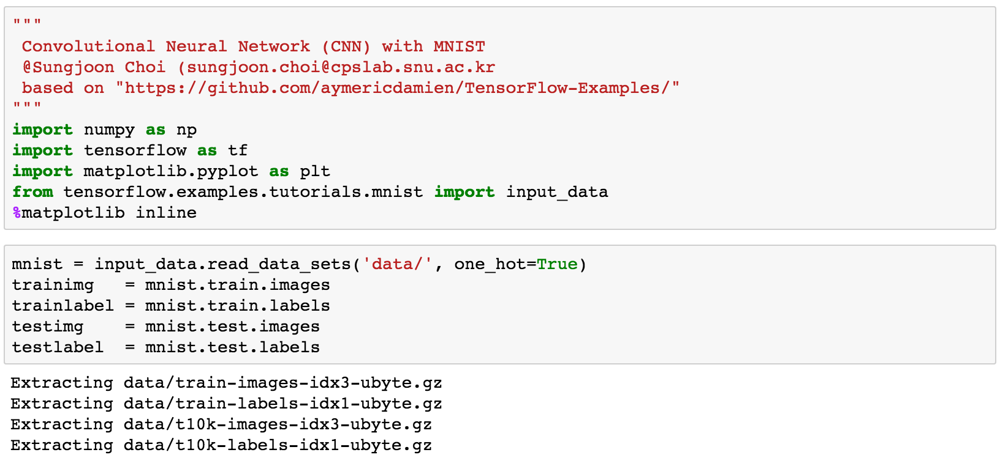 """
 Convolutional Neural Network (CNN) with MNIST
 @Sungjoon Choi (sungjoon.choi@cpslab.snu.ac.kr
 based on "https://github.com/aymericdamien/TensorFlow-Examples/"
"""
import numpy as np
import tensorflow as tf
import matplotlib.pyplot as plt
from tensorflow.examples.tutorials.mnist import input_data
%matplotlib inline
mnist = input_data.read_data_sets('data/', one_hot=True)
trainimg   = mnist.train.images
trainlabel = mnist.train.labels
testimg    = mnist.test.images
testlabel  = mnist.test.labels
Extracting data/train-images-idx3-ubyte.gz
Extracting data/train-labels-idx1-ubyte.gz
Extracting data/t10k-images-idx3-ubyte.gz
Extracting data/t10k-labels-idx1-ubyte.gz